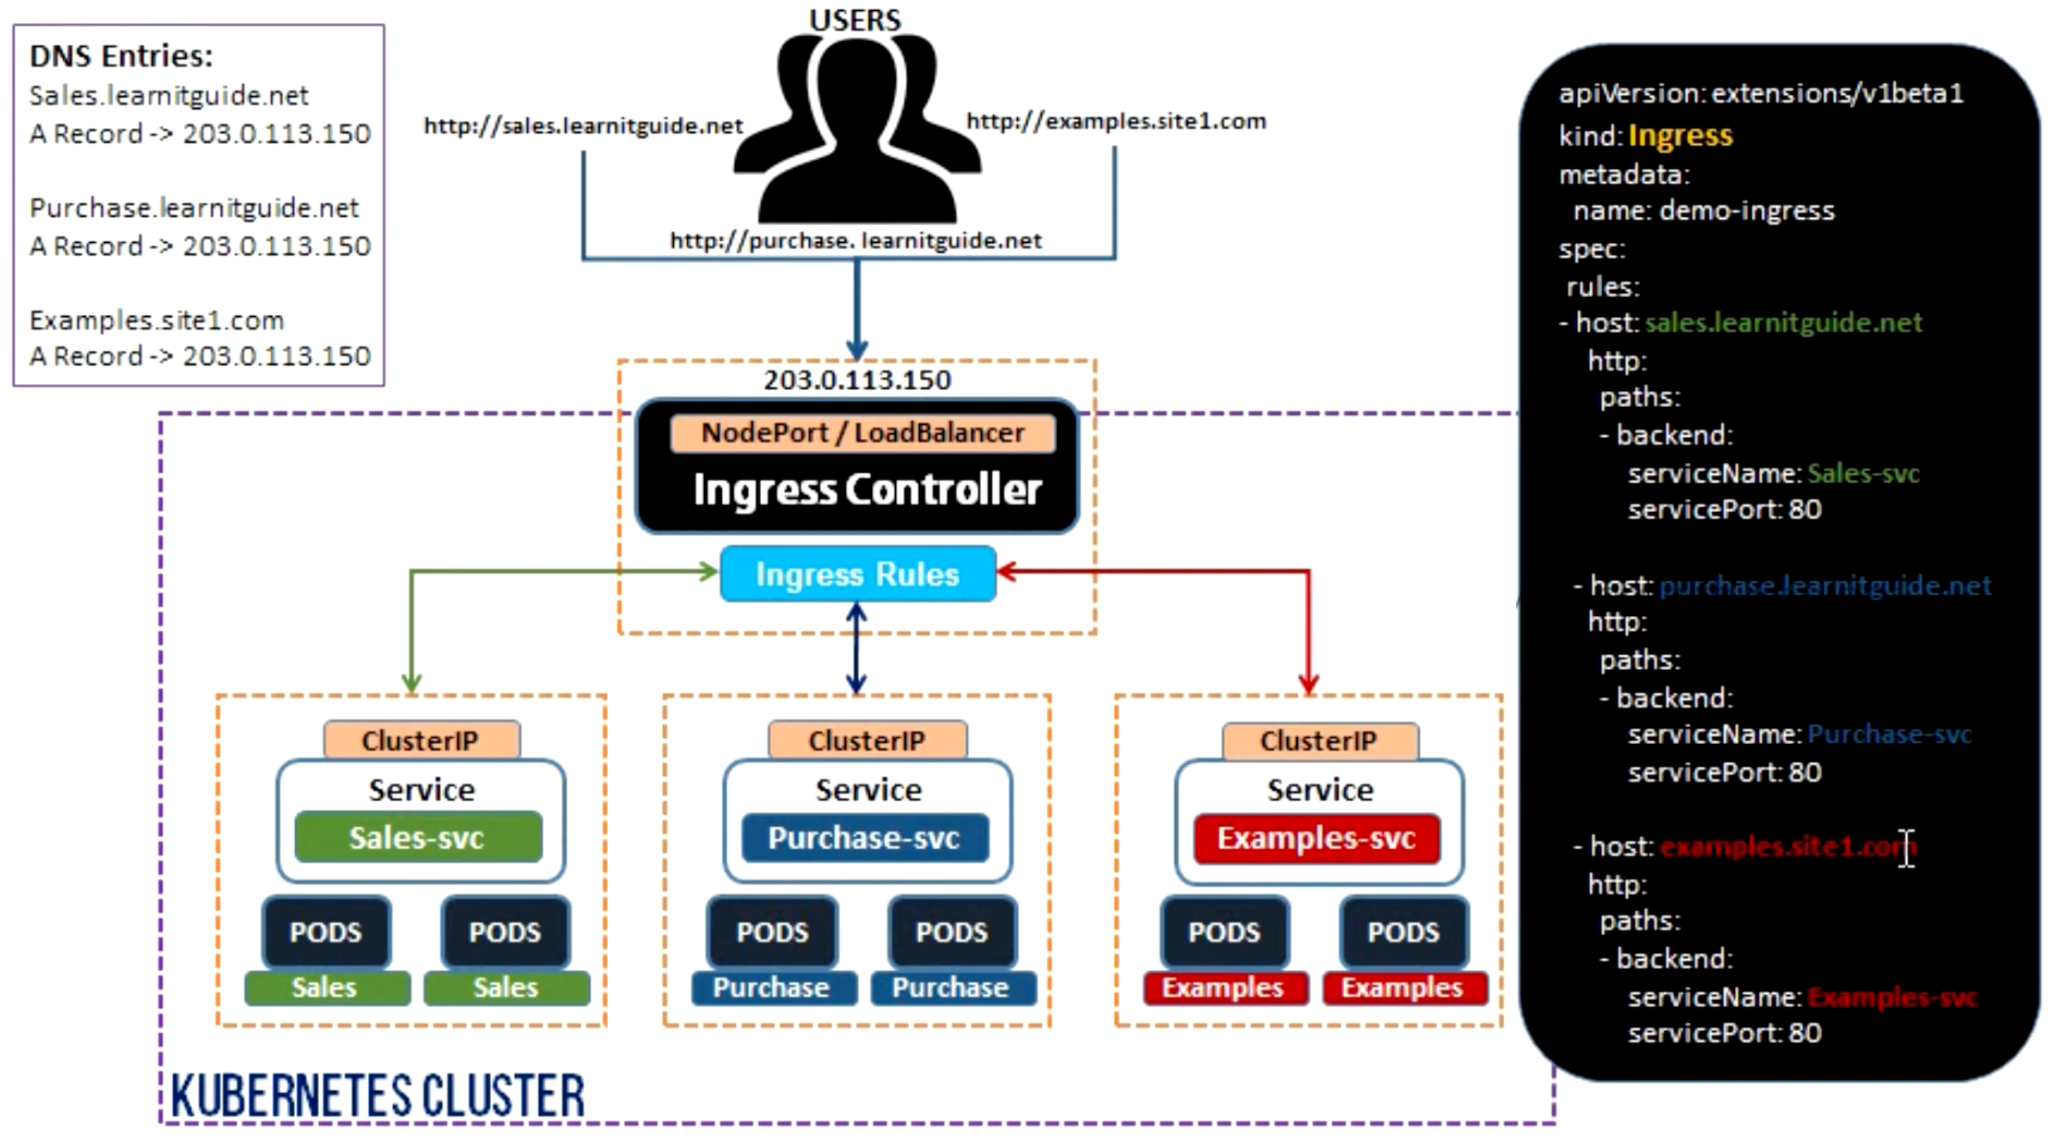 DNS Entries:
Sales.learnitguide.net
A Record -> 203.0.113.150
Purchase.learnitguide.net
A Record -> 203.0.113.150
Examples.site1.com
A Record -> 203.0.113.150
USERS
http://sales.learnitguide.net
http://examples.site1.com
http://purchase. learnitguide.net
203.0.113.150
NodePort / LoadBalancer
Ingress Controller
Ingress Rules
ClusterIP
Service
Sales-svc
PODS
PODS
Sales
Sales
ClusterIP
Service
Purchase-svc
PODS
PODS
Purchase
Purchase
ClusterIP
Service
Examples-svc
PODS
PODS
Examples
Examples
KUBERNETES CLUSTER
apiVersion: extensions/v1beta1
kind: Ingress
metadata:
name: demo-ingress
spec:
rules:
- host: sales.learnitguide.net
http:
paths:
- backend:
serviceName: Sales-svc
servicePort: 80
- host: purchase.learnitguide.net
http:
paths:
- backend:
serviceName: Purchase-svc
servicePort: 80
- host: examples.site1.com
http:
paths:
- backend:
serviceName: Examples-svc
servicePort: 80